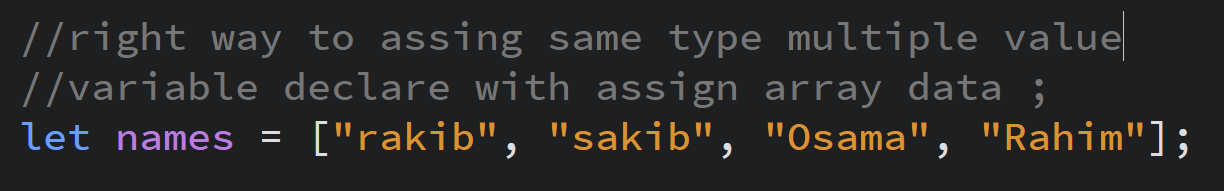 //right way to assing same type multiple value
//variable declare with assign array data ;
let names = ["rakib", "sakib", "Osama", "Rahim"];